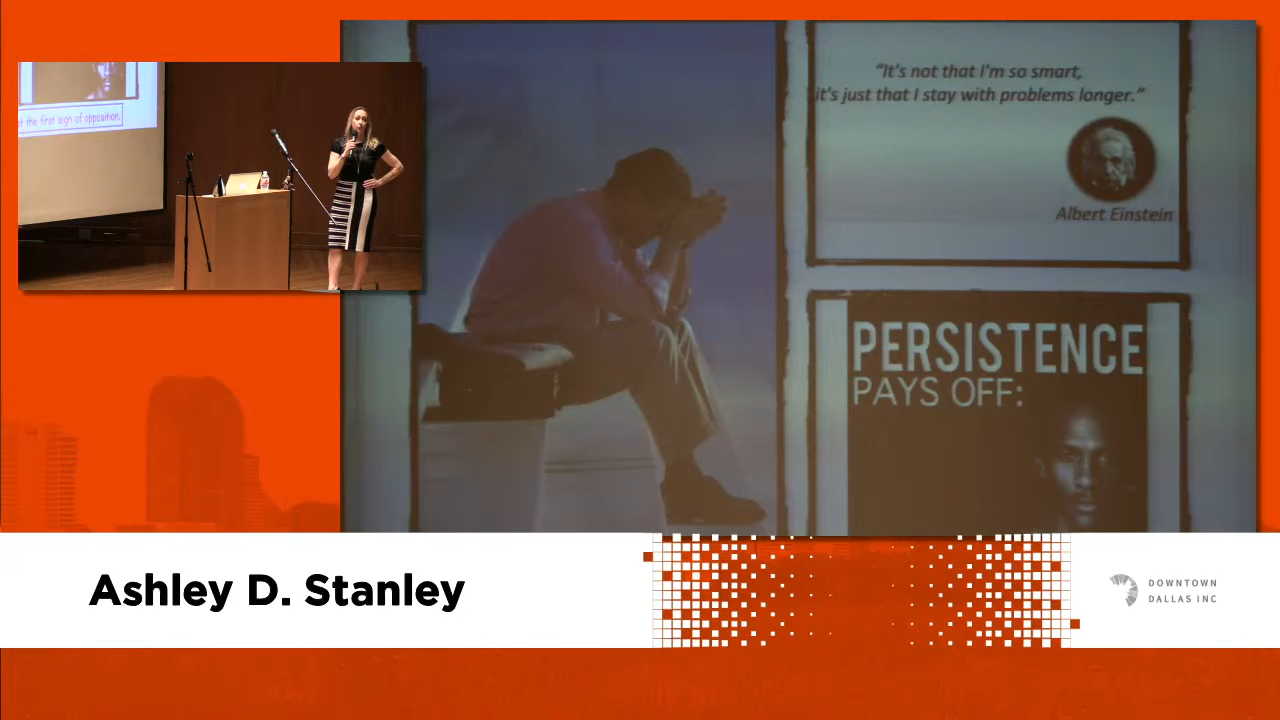 of the first sign of opposition.
"It's not that I'm so smart,
it's just that I stay with problems longer."
Albert Einstein
PERSISTENCE
PAYS OFF:
Ashley D. Stanley
DOWNTOWN
DALLAS INC